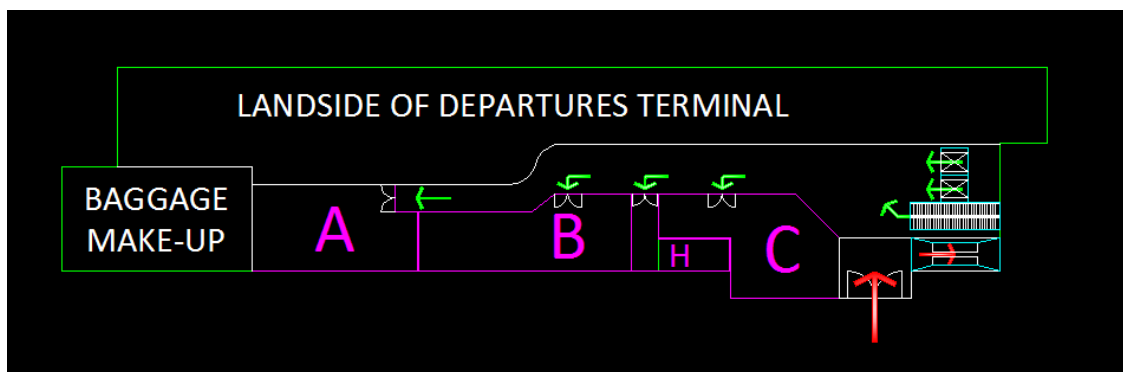 LANDSIDE OF DEPARTURES TERMINAL
BAGGAGE
MAKE-UP
A
B
H
C